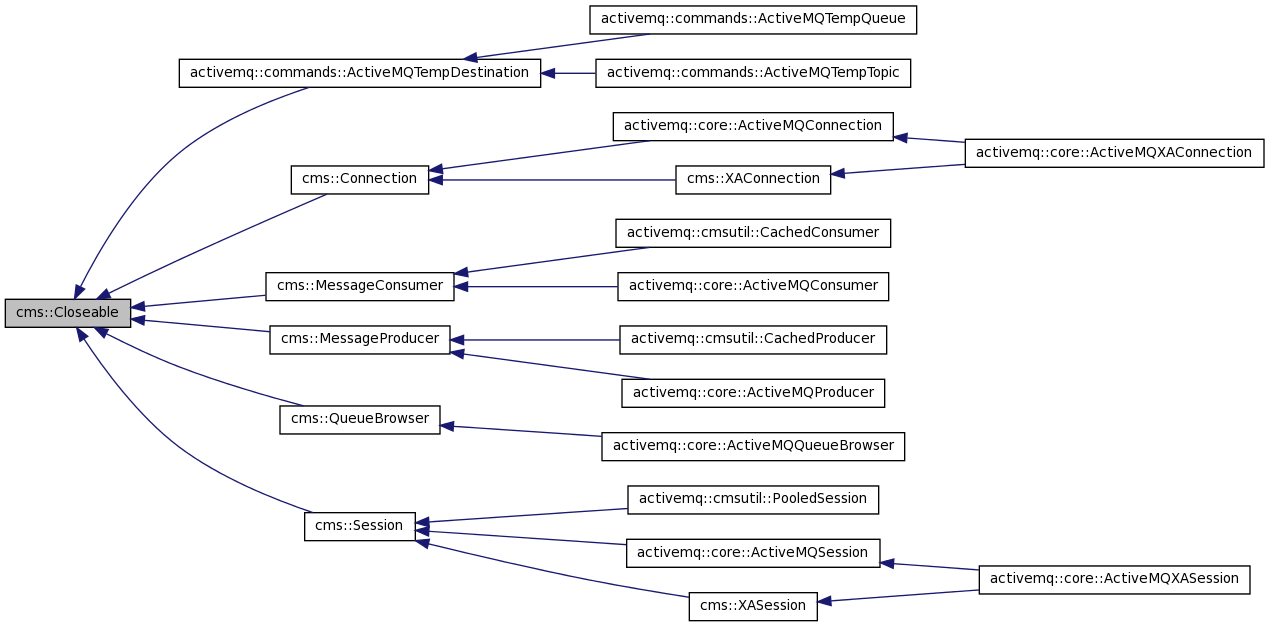 activemq::commands::ActiveMQTempQueue
activemq::commands::ActiveMQTempDestination
activemq::commands::ActiveMQTempTopic
activemq::core::ActiveMQConnection
activemq::core::ActiveMQXAConnection
cms::Connection
cms::XAConnection
activemq::cmsutil::CachedConsumer
cms::MessageConsumer
activemq::core::ActiveMQConsumer
cms::Closeable
cms::MessageProducer
activemq::cmsutil::CachedProducer
activemq::core::ActiveMQProducer
cms::QueueBrowser
activemq::core::ActiveMQQueueBrowser
activemq::cmsutil::PooledSession
cms::Session
activemq::core::ActiveMQSession
activemq::core::ActiveMQXASession
cms::XASession